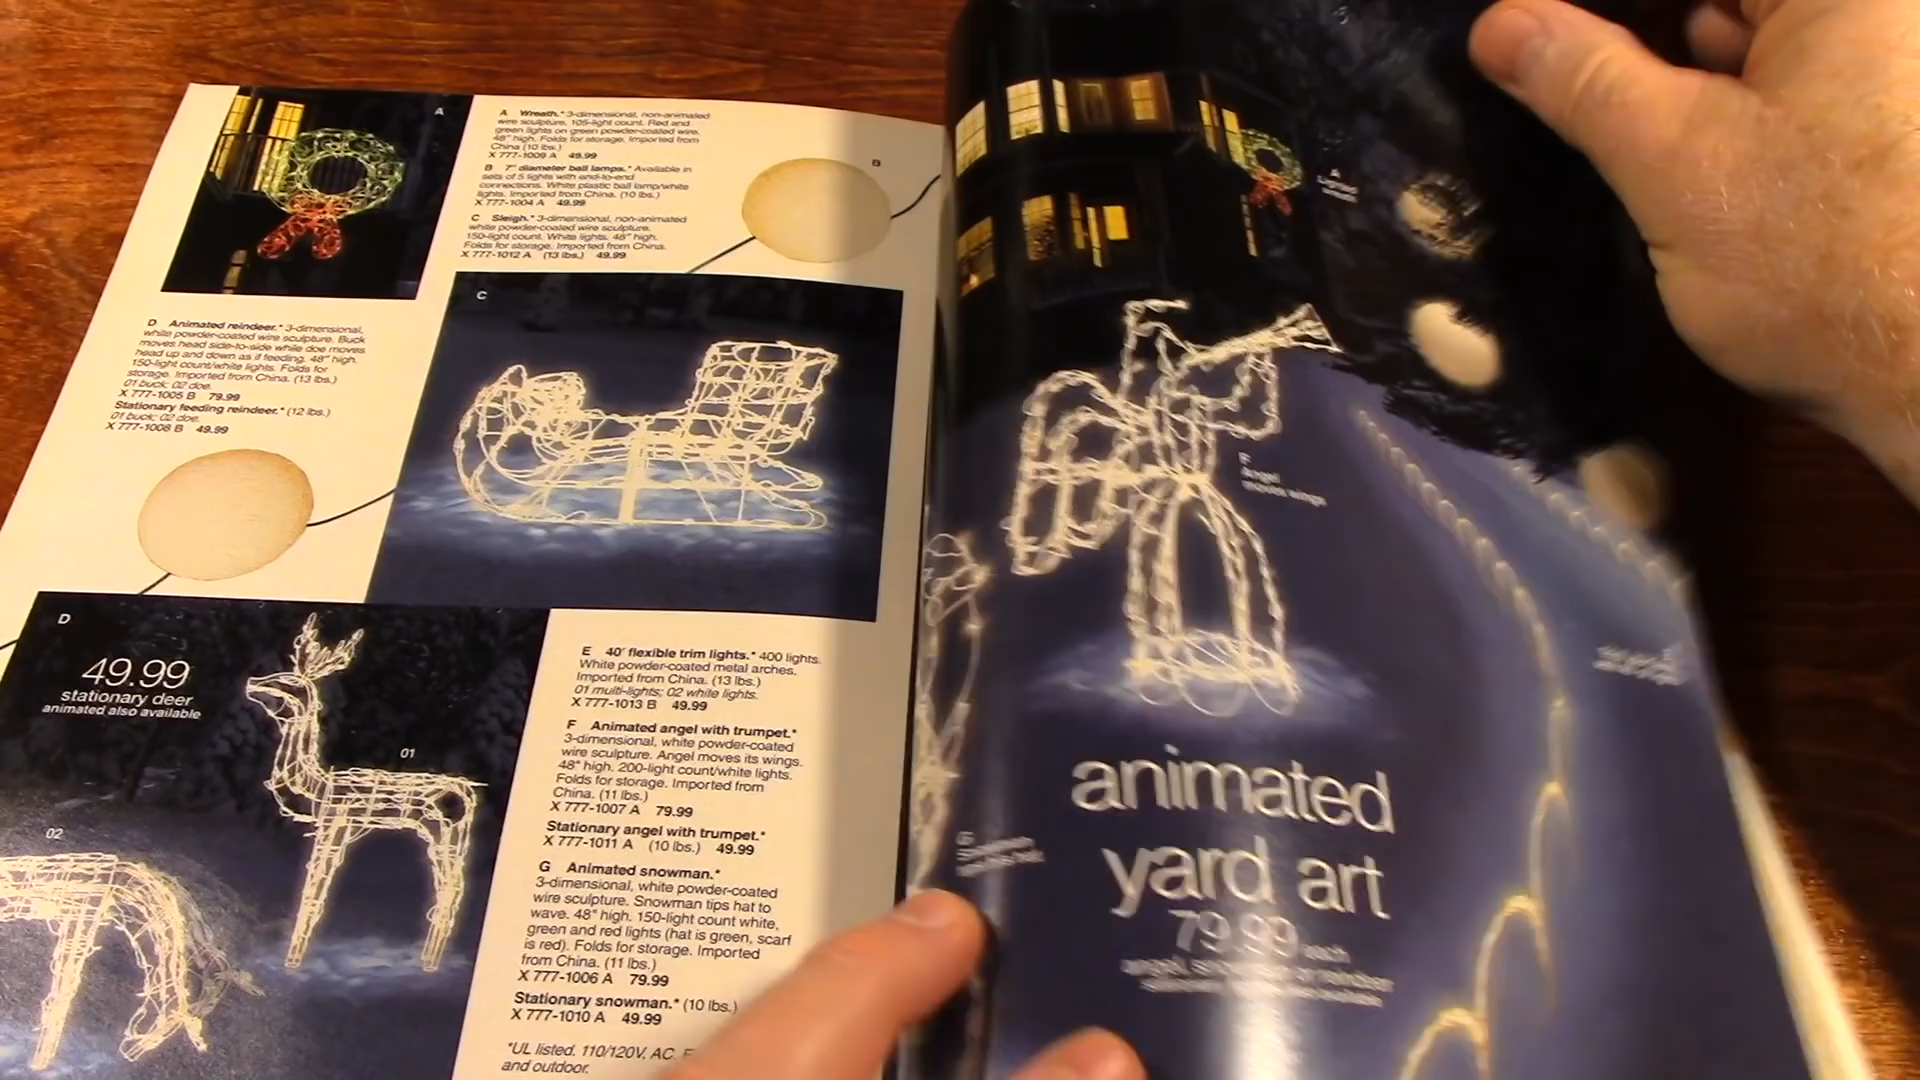 A
A Wreath.* 3-dimensional, non-animated
wire sculpture. 105-light count. Red and
green lights on green powder-coated wire.
48" high. Folds for storage. Imported from
China (10 lbs.)
X 777-1009 A 49.99
B 7" diameter ball lamps.* Available in
sets of 5 lights with end-to-end
connections. White plastic ball lamp/white
lights. Imported from China. (10 lbs.)
X 777-1004 A 49.99
C Sleigh.* 3-dimensional, non-animated
white powder-coated wire sculpture.
150-light count. White lights. 48" high.
Folds for storage. Imported from China.
X 777-1012 A (13 lbs.) 49.99
B
C
D Animated reindeer.* 3-dimensional,
white powder-coated wire sculpture. Buck
moves head side-to-side while doe moves
head up and down as if feeding. 48" high.
150-light count/white lights. Folds for
storage. Imported from China. (13 lbs.)
01 buck; 02 doe.
X 777-1005 B 79.99
Stationary feeding reindeer.* (12 lbs.)
01 buck; 02 doe.
X 777-1008 B 49.99
D
49.99
stationary deer
animated also available
01
02
E 40' flexible trim lights.* 400 lights.
White powder-coated metal arches.
Imported from China. (13 lbs.)
01 multi-lights; 02 white lights.
X 777-1013 B 49.99
F Animated angel with trumpet.*
3-dimensional, white powder-coated
wire sculpture. Angel moves its wings.
48" high. 200-light count/white lights.
Folds for storage. Imported from
China. (11 lbs.)
X 777-1007 A 79.99
Stationary angel with trumpet.*
X 777-1011 A (10 lbs.) 49.99
G Animated snowman.*
3-dimensional, white powder-coated
wire sculpture. Snowman tips hat to
wave. 48" high. 150-light count white,
green and red lights (hat is green, scarf
is red). Folds for storage. Imported
from China. (11 lbs.)
X 777-1006 A 79.99
Stationary snowman.* (10 lbs.)
X 777-1010 A 49.99
*UL listed. 110/120V, AC.
and outdoor.
A
Lighted
F
Angel
moves wings
G
animated
yard art
79.99 each